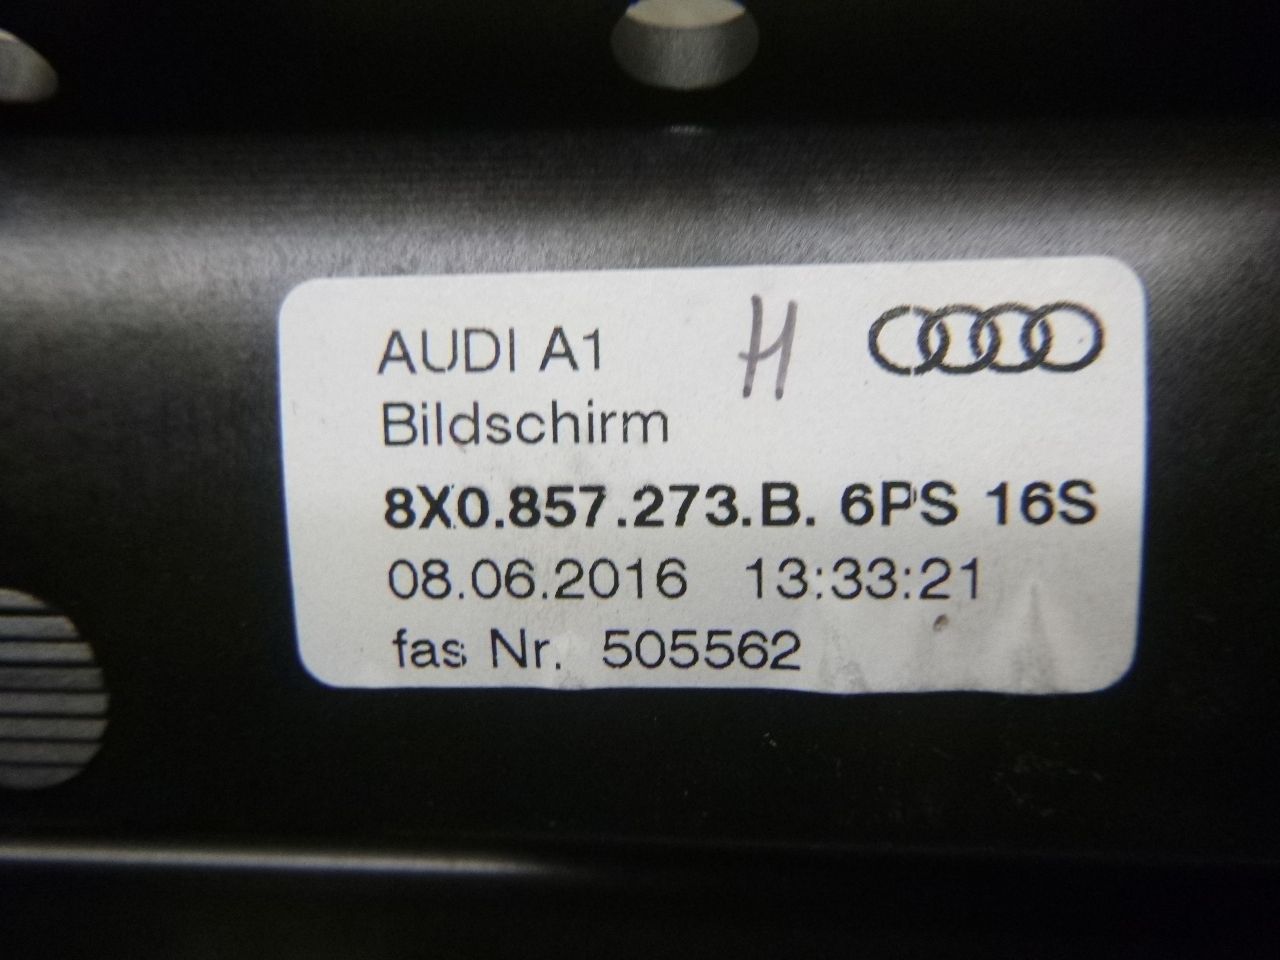 AUDI A1 H
Bildschirm
8X0.857.273.B. 6PS 16S
08.06.2016 13:33:21
fas Nr. 505562